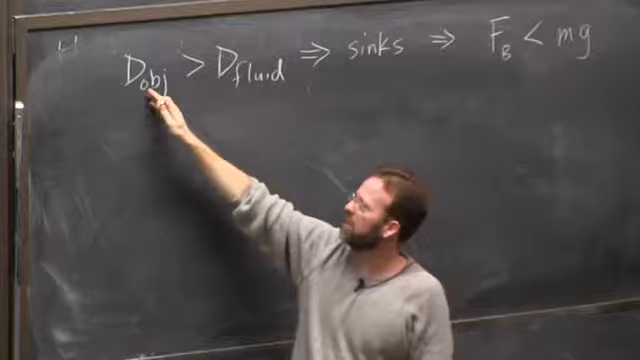 D_obj > D_fluid ⇒ sinks ⇒ F_B < mg